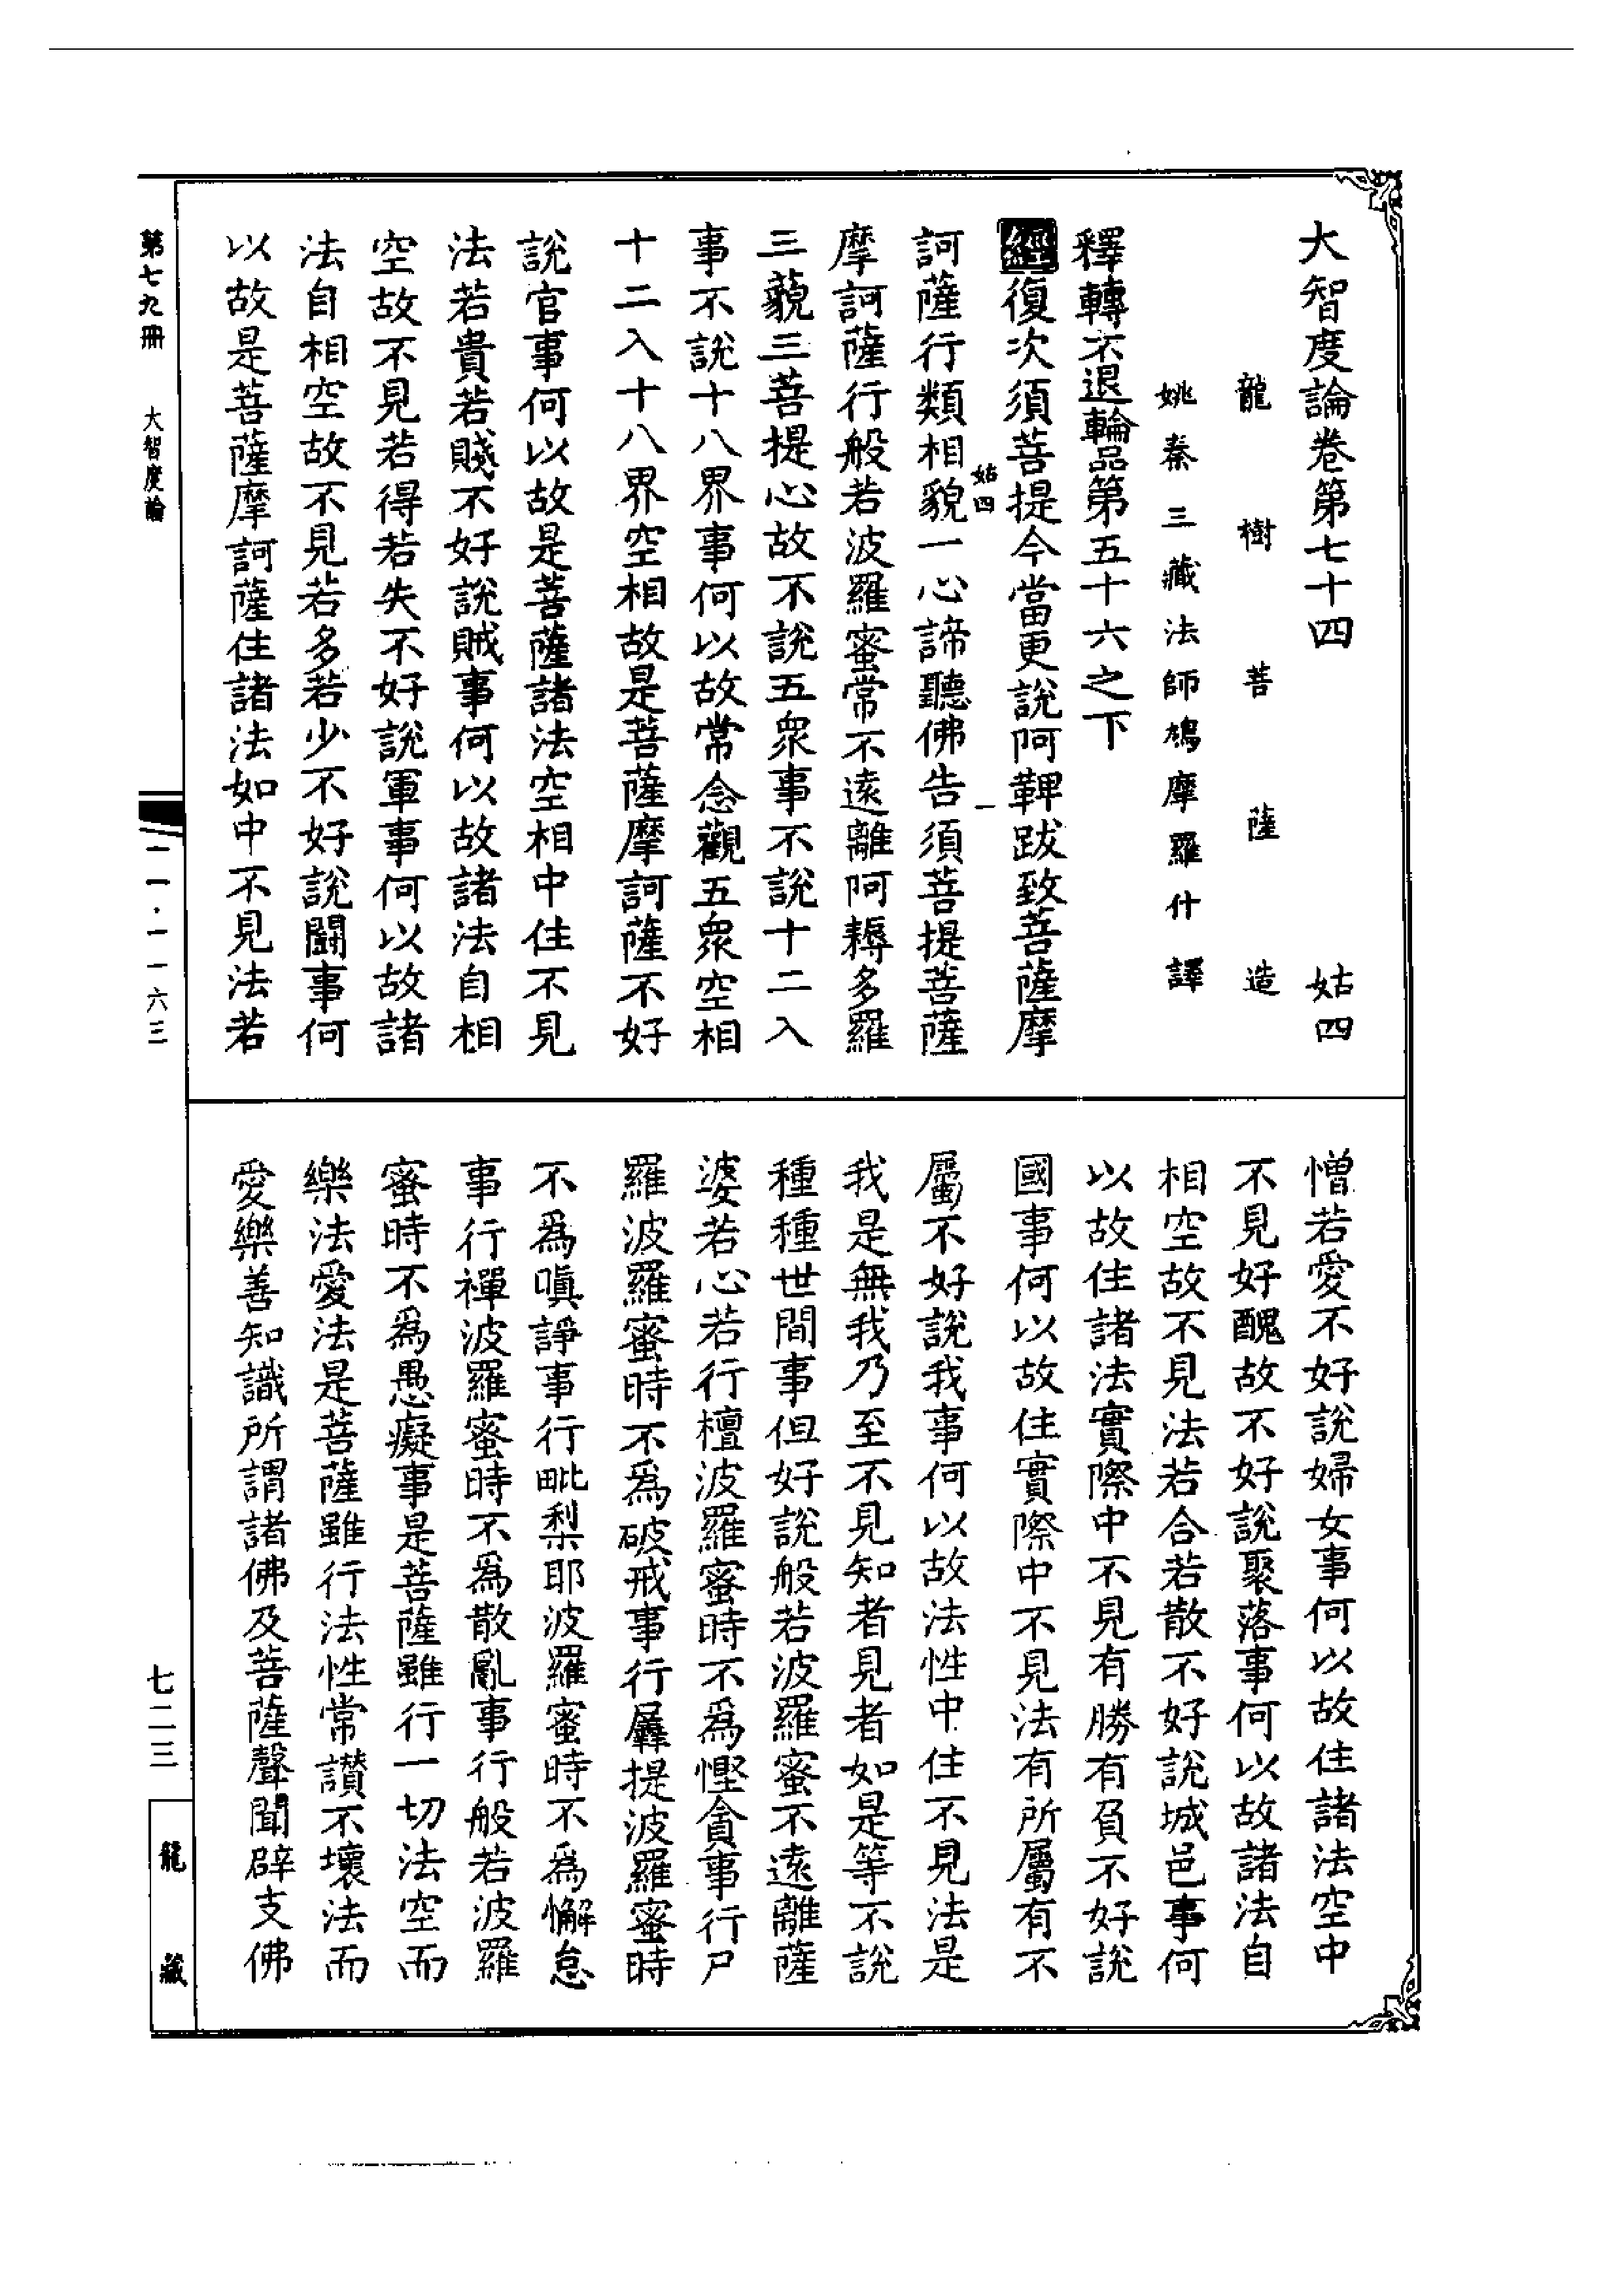 大智度論卷第七十四　姑四
龍樹菩薩造
姚秦三藏法師鳩摩羅什譯
釋轉不退輪品第五十六之下
經復次須菩提今當更說阿鞞跋致菩薩摩
姑四　一
訶薩行類相貌一心諦聽佛告須菩提菩薩
摩訶薩行般若波羅蜜常不遠離阿耨多羅
三藐三菩提心故不說五衆事不說十二入
事不說十八界事何以故常念觀五衆空相
十二入十八界空相故是菩薩摩訶薩不好
說官事何以故是菩薩諸法空相中住不見
法若貴若賤不好說賊事何以故諸法自相
空故不見若得若失不好說軍事何以故諸
法自相空故不見若多若少不好說鬪事何
以故是菩薩摩訶薩住諸法如中不見法若
憎若愛不好說婦女事何以故住諸法空中
不見好醜故不好說聚落事何以故諸法自
相空故不見法若合若散不好說城邑事何
以故住諸法實際中不見有勝有負不好說
國事何以故住實際中不見法有所屬有不
屬不好說我事何以故法性中住不見法是
我是無我乃至不見知者見者如是等不說
種種世間事但好說般若波羅蜜不遠離薩
婆若心若行檀波羅蜜時不爲慳貪事行尸
羅波羅蜜時不爲破戒事行羼提波羅蜜時
不爲嗔諍事行毗梨耶波羅蜜時不爲懈怠
事行禪波羅蜜時不爲散亂事行般若波羅
蜜時不爲愚癡事是菩薩雖行一切法空而
樂法愛法是菩薩雖行法性常讚不壞法而
愛樂善知識所謂諸佛及菩薩聲聞辟支佛
第七九冊　大智度論
一一·一一六三
七二三
龍藏